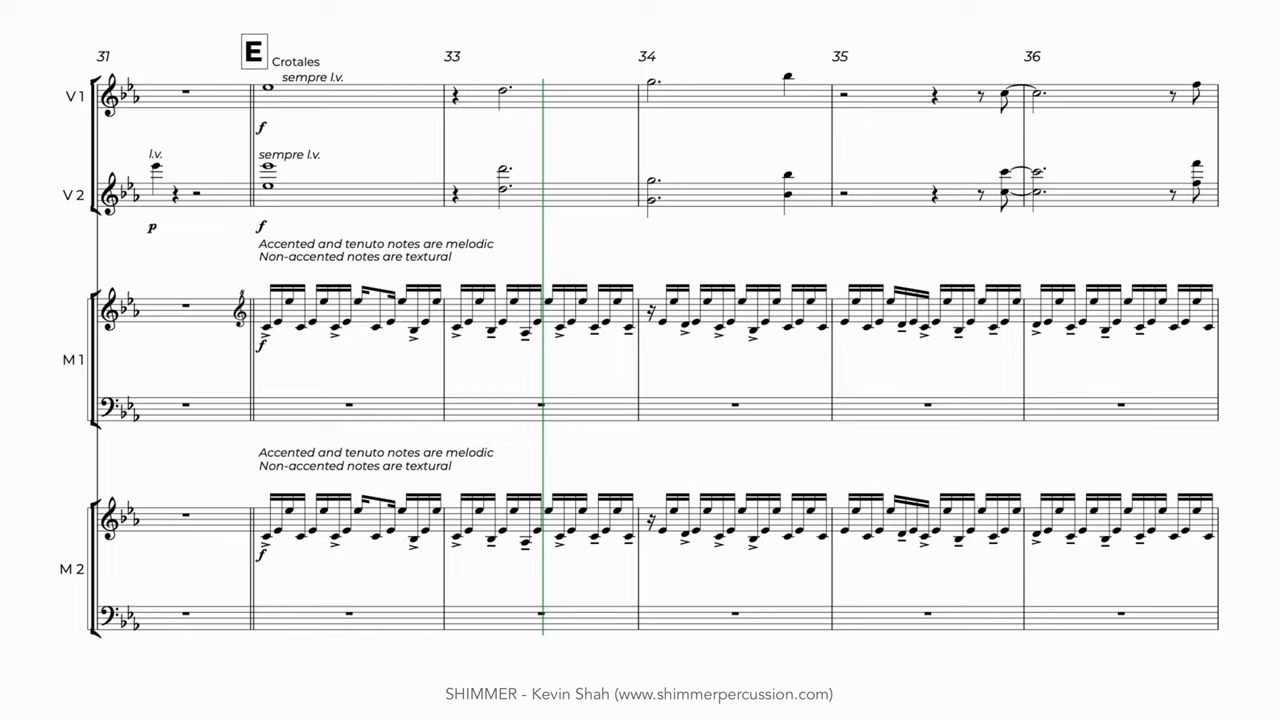 31
E
Crotales
33
34
35
36
sempre l.v.
V 1
f
l.v.
sempre l.v.
V 2
p
f
Accented and tenuto notes are melodic
Non-accented notes are textural
8
f
M 1
Accented and tenuto notes are melodic
Non-accented notes are textural
f
M 2
SHIMMER - Kevin Shah (www.shimmerpercussion.com)